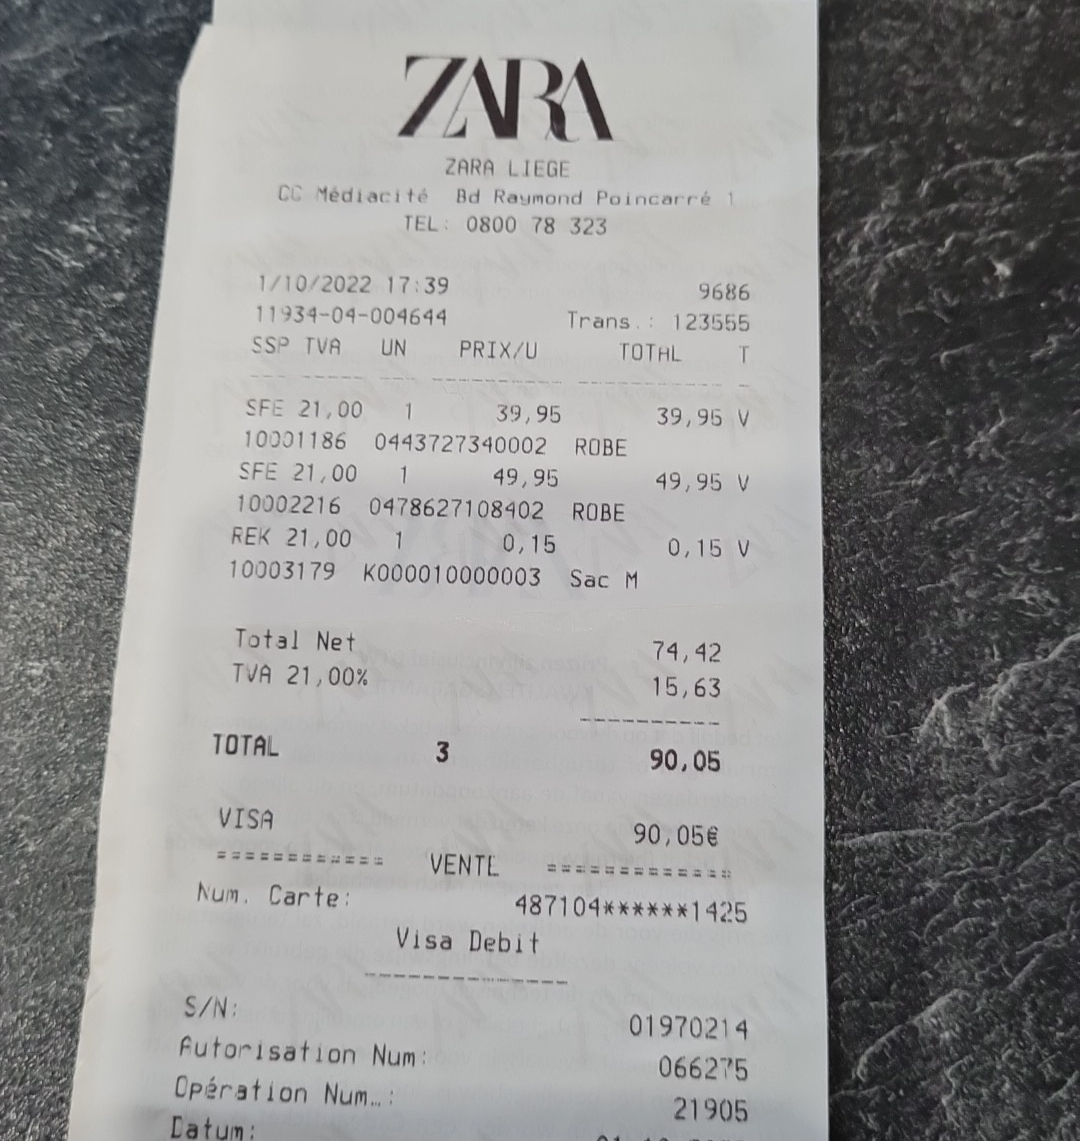 ZARA
ZARA LIEGE
CC Médiacité Bd Raymond Poincarré 1
TEL: 0800 78 323
1/10/2022 17:39 9686
11934-04-004644 Trans.: 123555
SSP TVA UN PRIX/U TOTAL T
SFE 21,00 1 39,95 39,95 V
10001186 0443727340002 ROBE
SFE 21,00 1 49,95 49,95 V
10002216 0478627108402 ROBE
REK 21,00 1 0,15 0,15 V
10003179 K000010000003 Sac M
Total Net 74,42
TVA 21,00% 15,63
TOTAL 3 90,05
VISA 90,05€
============ VENTE =============
Num. Carte: 487104******1425
Visa Debit
S/N: 01970214
Autorisation Num: 066275
Opération Num…: 21905
Datum: